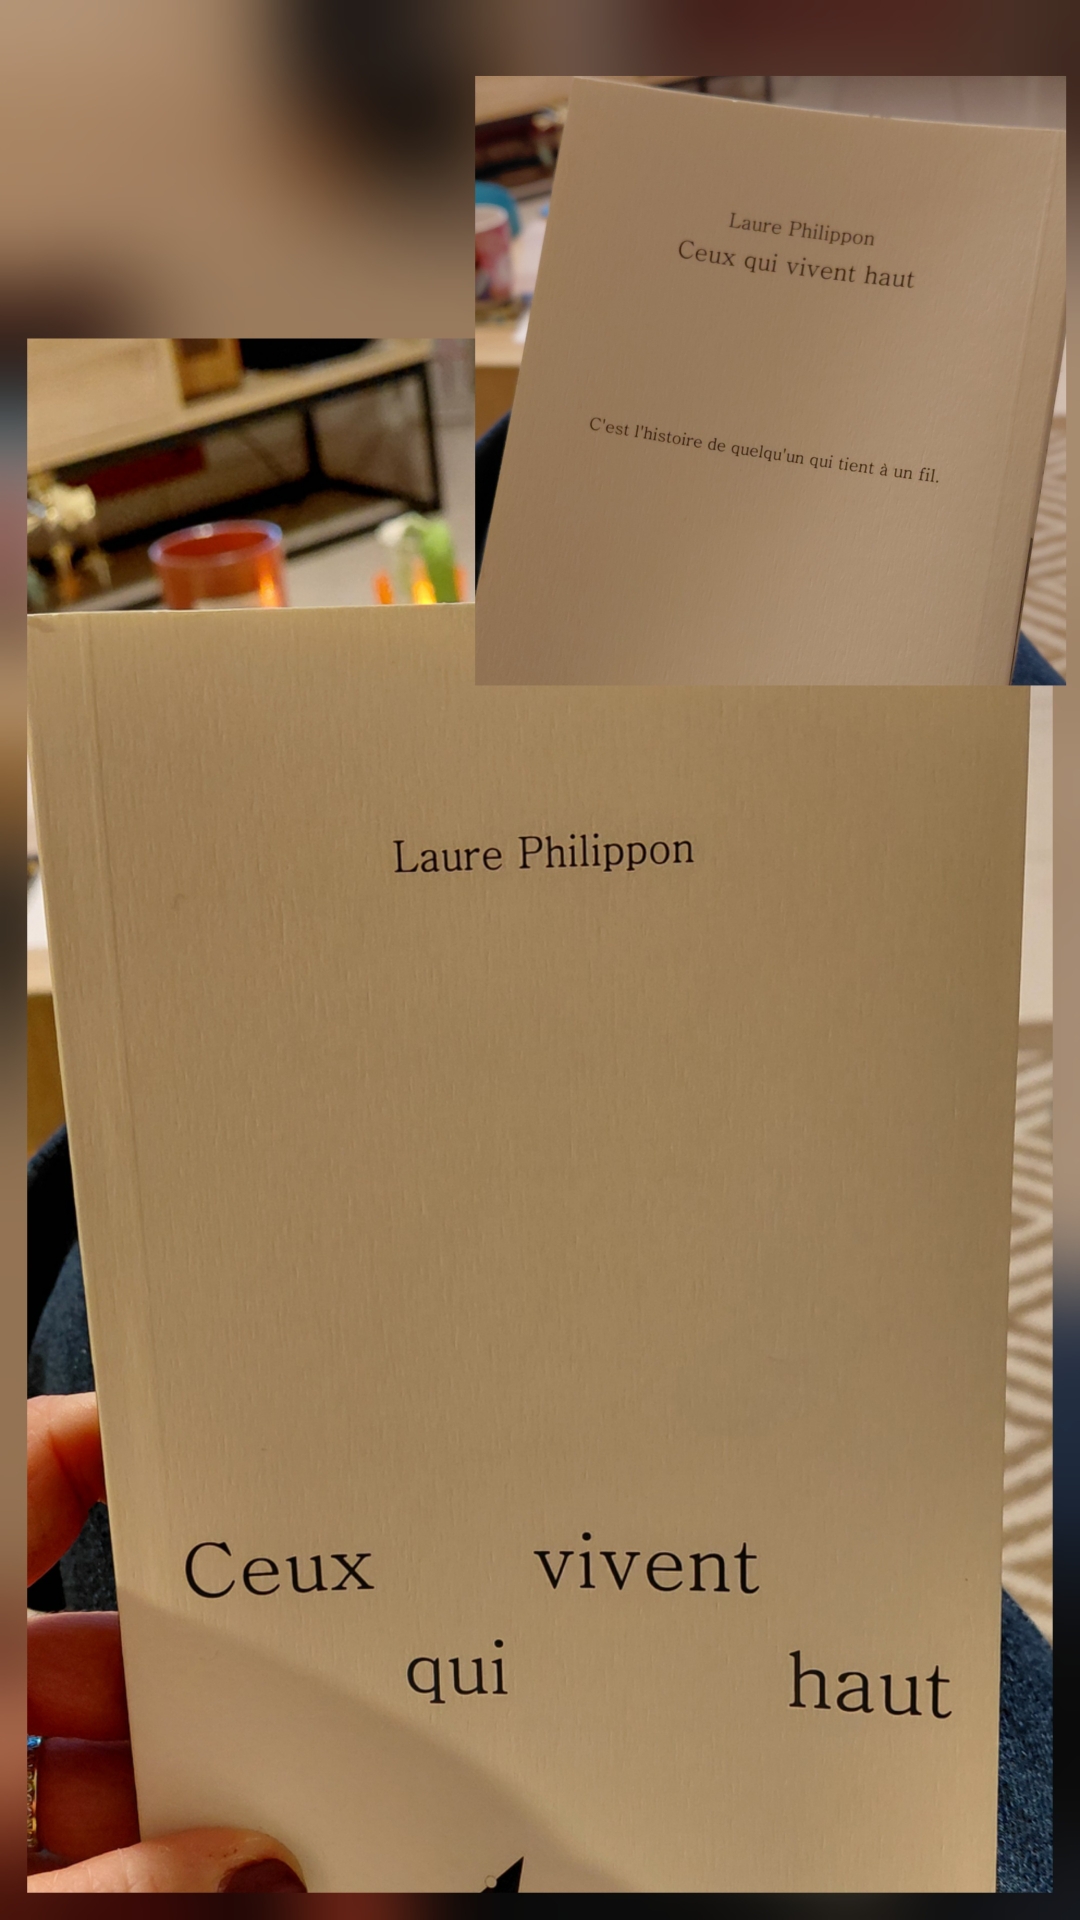 Laure Philippon
Ceux qui vivent haut
C'est l'histoire de quelqu'un qui tient à un fil.
Laure Philippon
Ceux vivent
qui haut